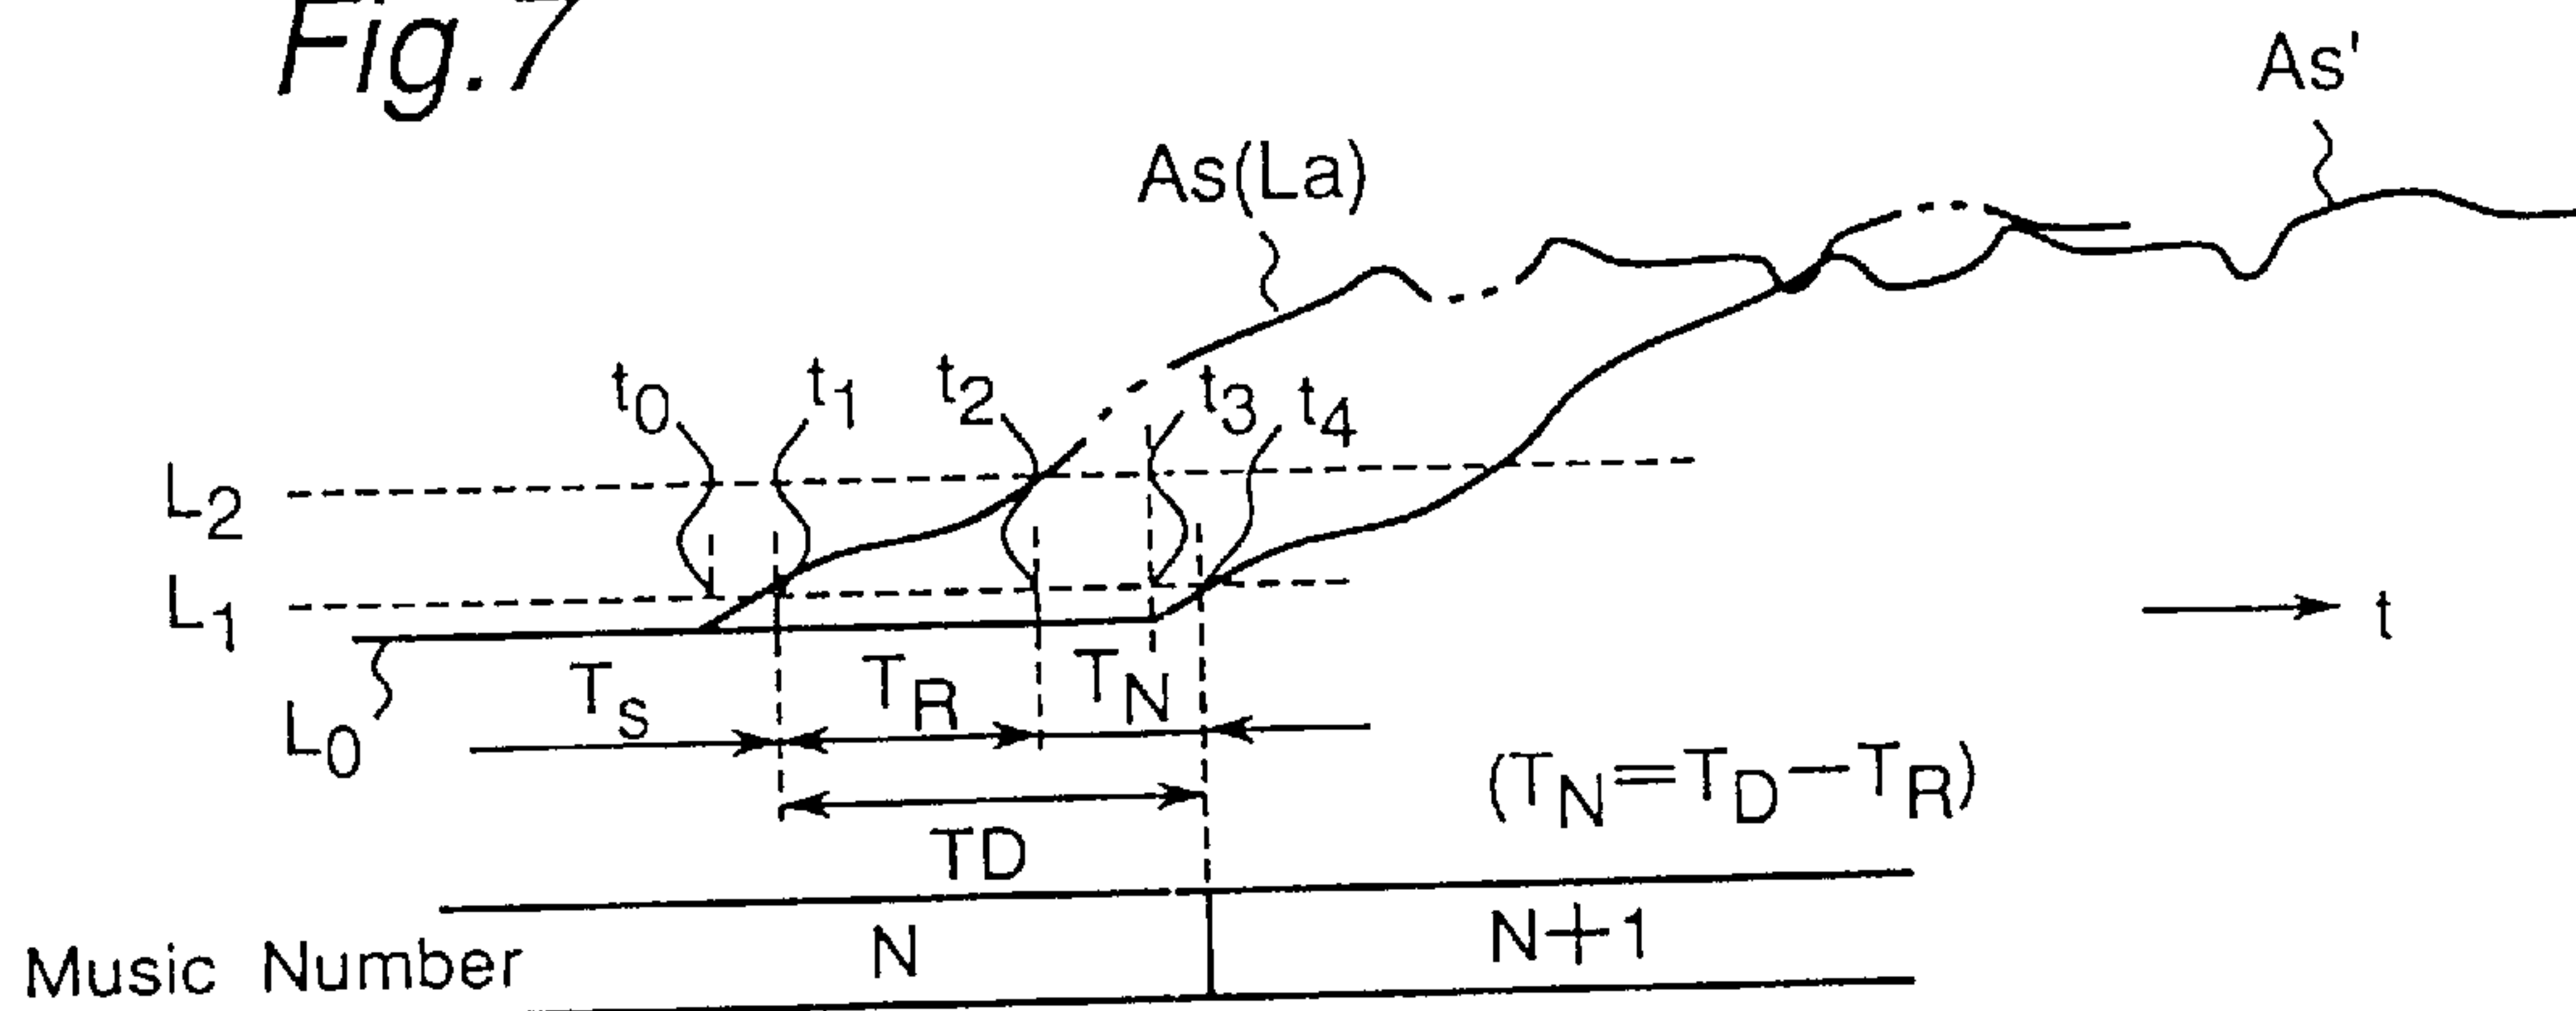 Fig.7
As'
As(La)
t0 t1 t2 t3 t4
L2
L1
t
L0
TS TR TN
(TN=TD-TR)
TD
Music Number N N+1